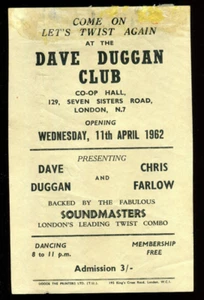 COME ON
LET'S TWIST AGAIN
AT THE
DAVE DUGGAN
CLUB
CO-OP HALL,
129, SEVEN SISTERS ROAD,
LONDON, N.7
OPENING
WEDNESDAY, 11th APRIL 1962
PRESENTING
DAVE DUGGAN
CHRIS FARLOW
BACKED BY THE FABULOUS
SOUNDMASTERS
LONDON'S LEADING TWIST COMBO
DANCING
8 to 11 p.m.
MEMBERSHIP
FREE
Admission 3/-